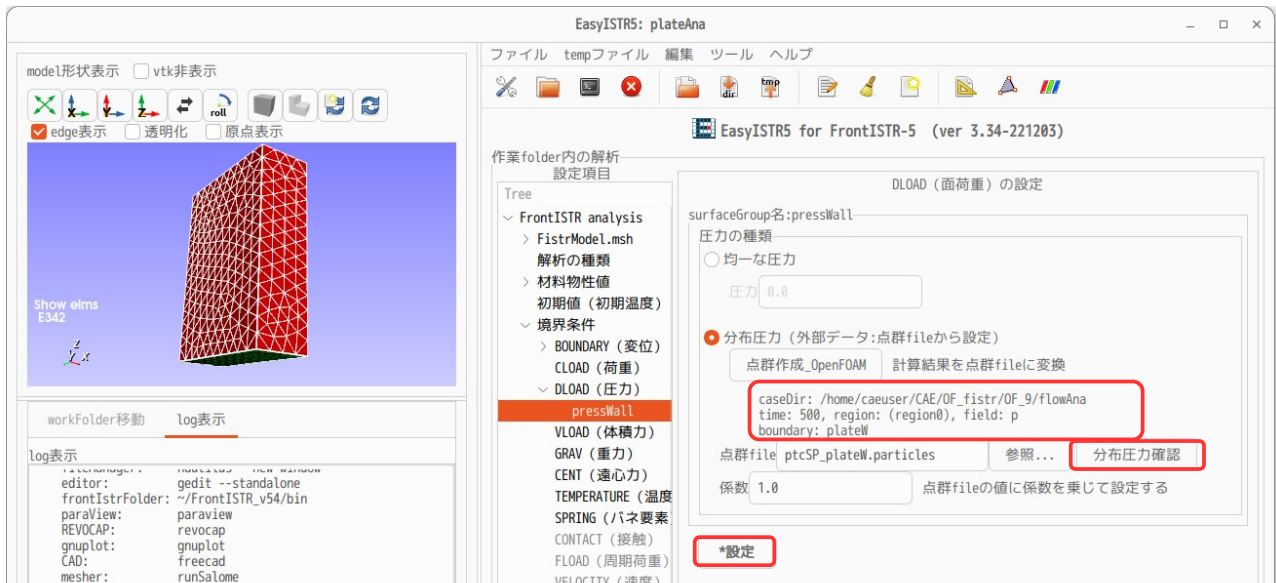 EasyISTR5: plateAna
model形状表示 vtk非表示
roll
edge表示 透明化 原点表示
Show elms
E342
Z
Y X
workFolder移動 log表示
log表示
editor: gedit --standalone
frontIstrFolder: ~/FrontISTR_v54/bin
paraView: paraview
REVOCAP: revocap
gnuplot: gnuplot
CAD: freecad
mesher: runSalome
ファイル tempファイル 編集 ツール ヘルプ
dir tmp
EasyISTR5 for FrontISTR-5 (ver 3.34-221203)
作業folder内の解析
設定項目
Tree
FrontISTR analysis
FistrModel.msh
解析の種類
材料物性値
初期値（初期温度）
境界条件
BOUNDARY（変位）
CLOAD（荷重）
DLOAD（圧力）
pressWall
VLOAD（体積力）
GRAV（重力）
CENT（遠心力）
TEMPERATURE（温度
SPRING（バネ要素
CONTACT（接触）
FLOAD（周期荷重）
VELOCITY（速度）
DLOAD（面荷重）の設定
surfaceGroup名:pressWall
圧力の種類
均一な圧力
圧力 0.0
分布圧力（外部データ:点群fileから設定）
点群作成_OpenFOAM 計算結果を点群fileに変換
caseDir: /home/caeuser/CAE/OF_fistr/OF_9/flowAna
time: 500, region: (region0), field: p
boundary: plateW
点群file ptcSP_plateW.particles 参照... 分布圧力確認
係数 1.0 点群fileの値に係数を乗じて設定する
*設定